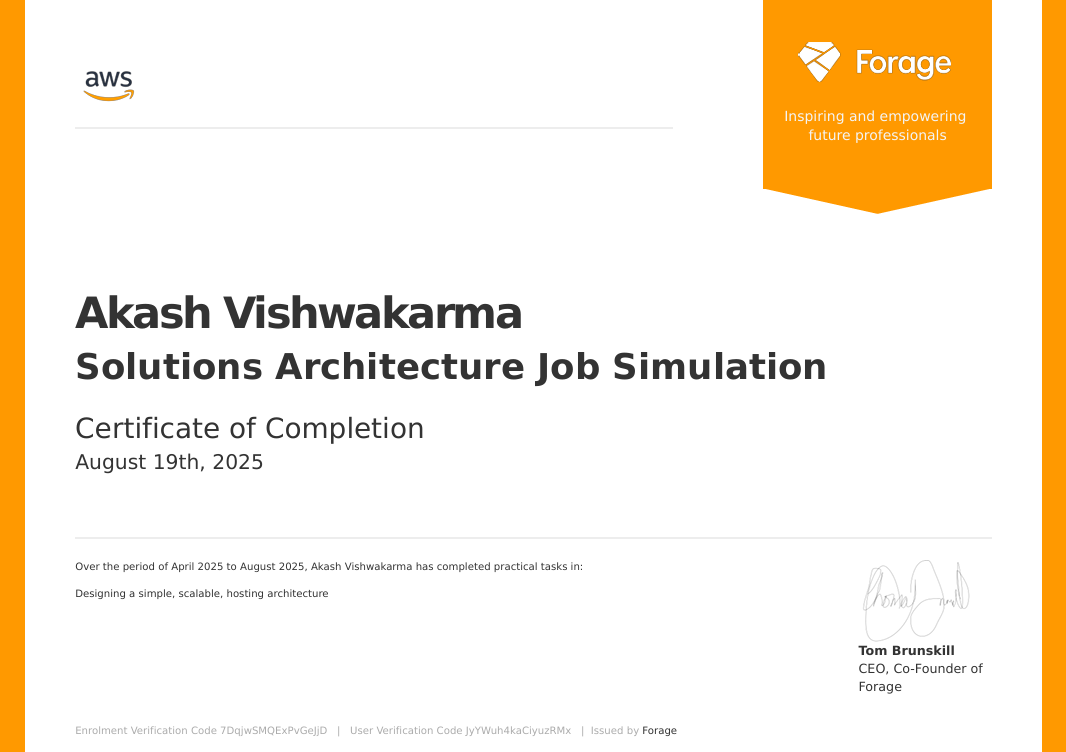 aws
Forage
Inspiring and empowering
future professionals
Akash Vishwakarma
Solutions Architecture Job Simulation
Certificate of Completion
August 19th, 2025
Over the period of April 2025 to August 2025, Akash Vishwakarma has completed practical tasks in:
Designing a simple, scalable, hosting architecture
Tom Brunskill
CEO, Co-Founder of
Forage
Enrolment Verification Code 7DqjwSMQExPvGeJjD | User Verification Code JyYWuh4kaCiyuzRMx | Issued by Forage